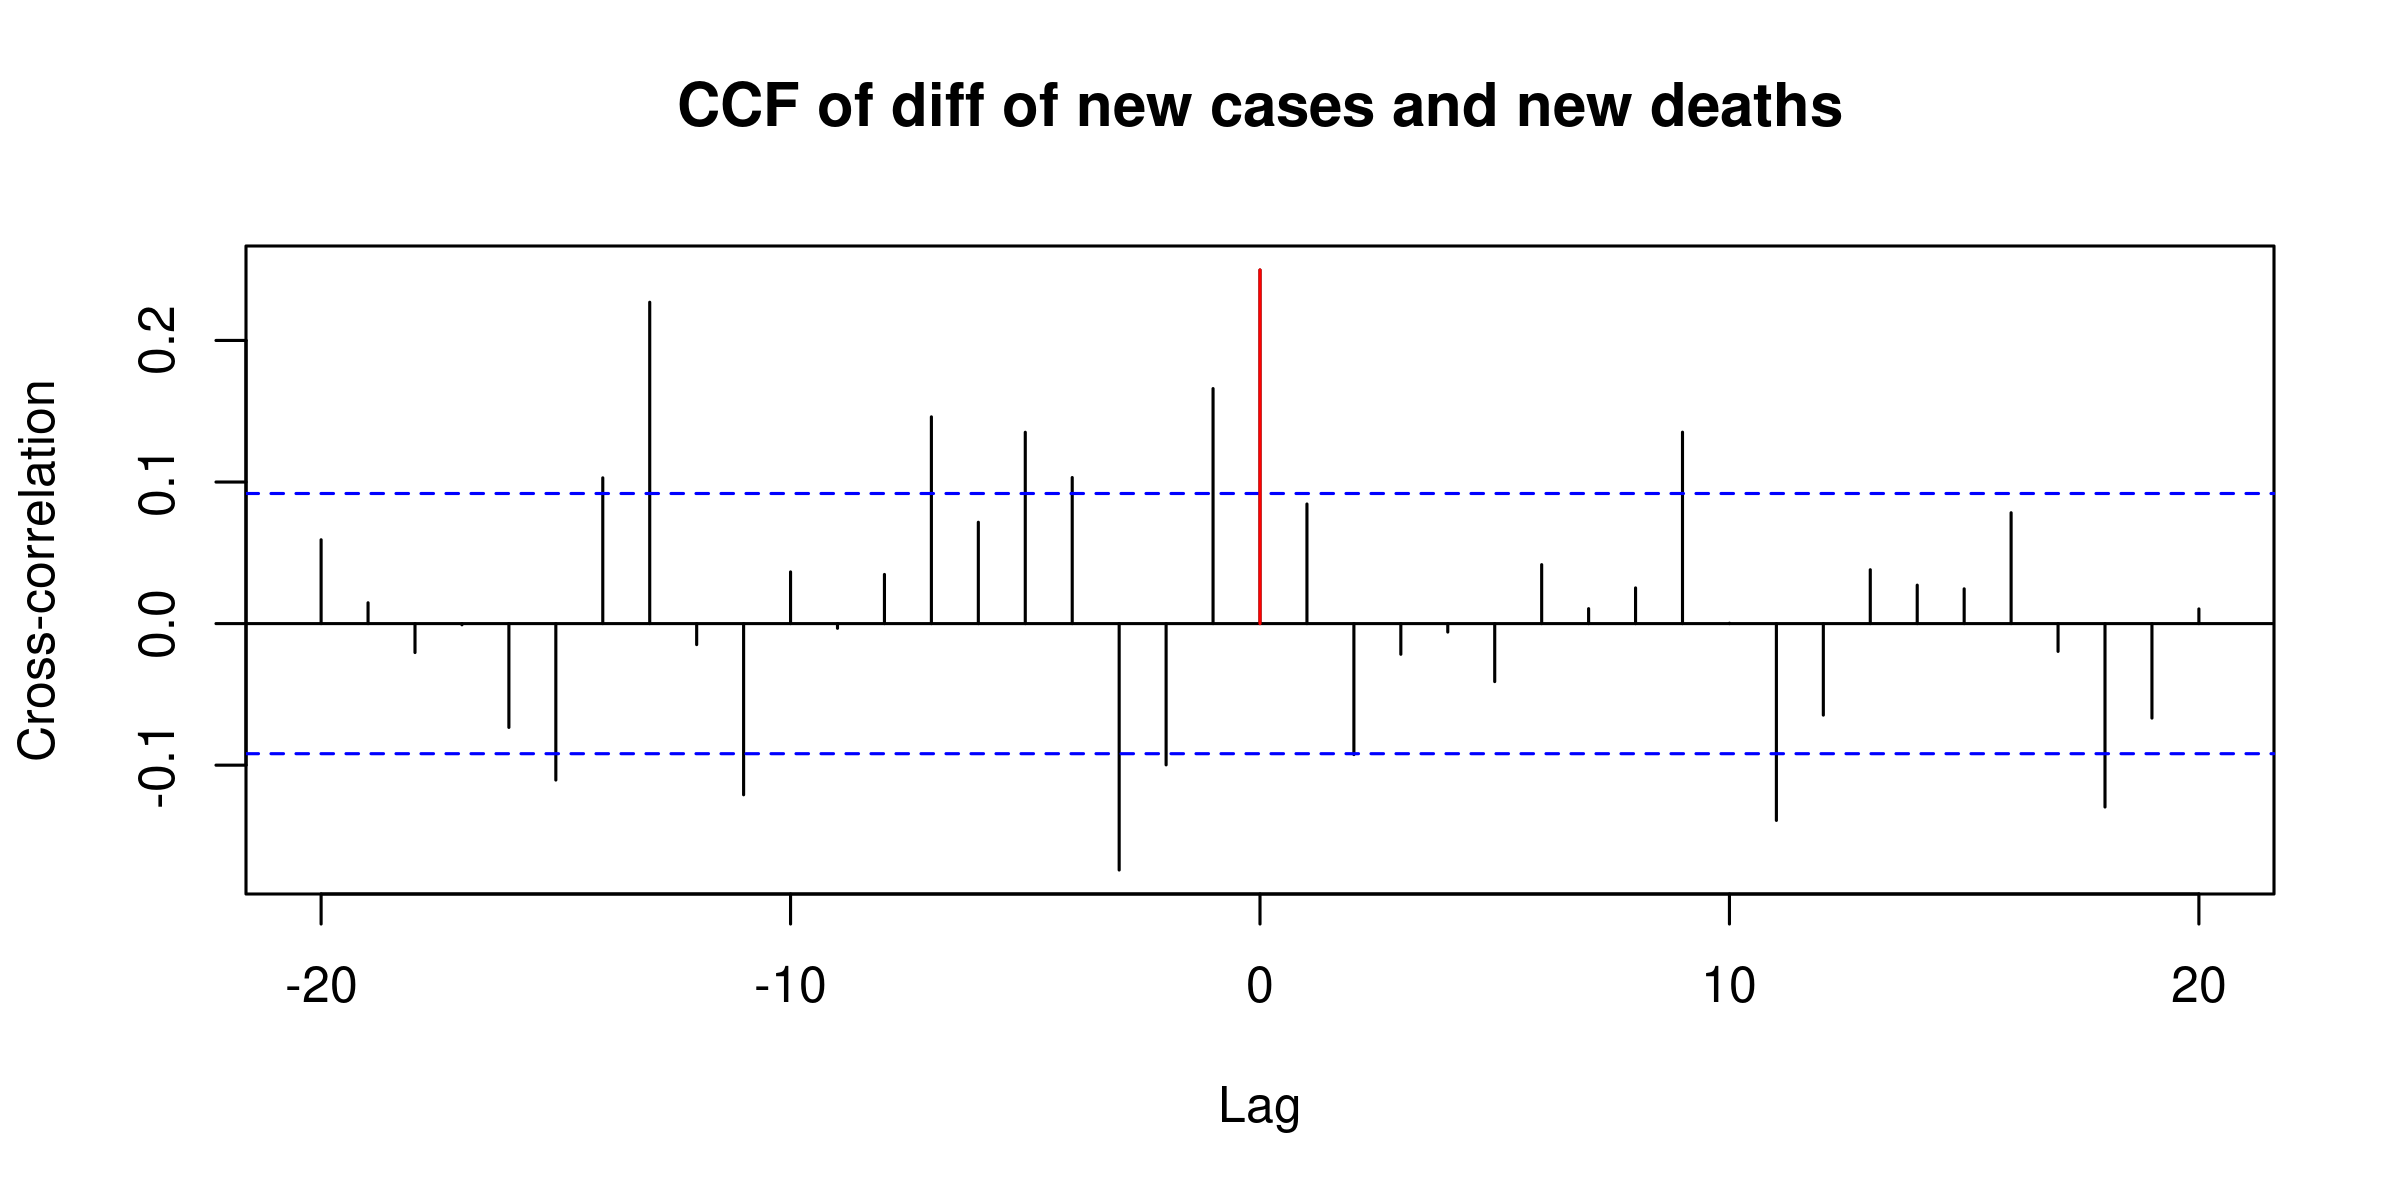 CCF of diff of new cases and new deaths
Cross-correlation
0.2
0.1
0.0
-0.1
-20 -10 0 10 20
Lag